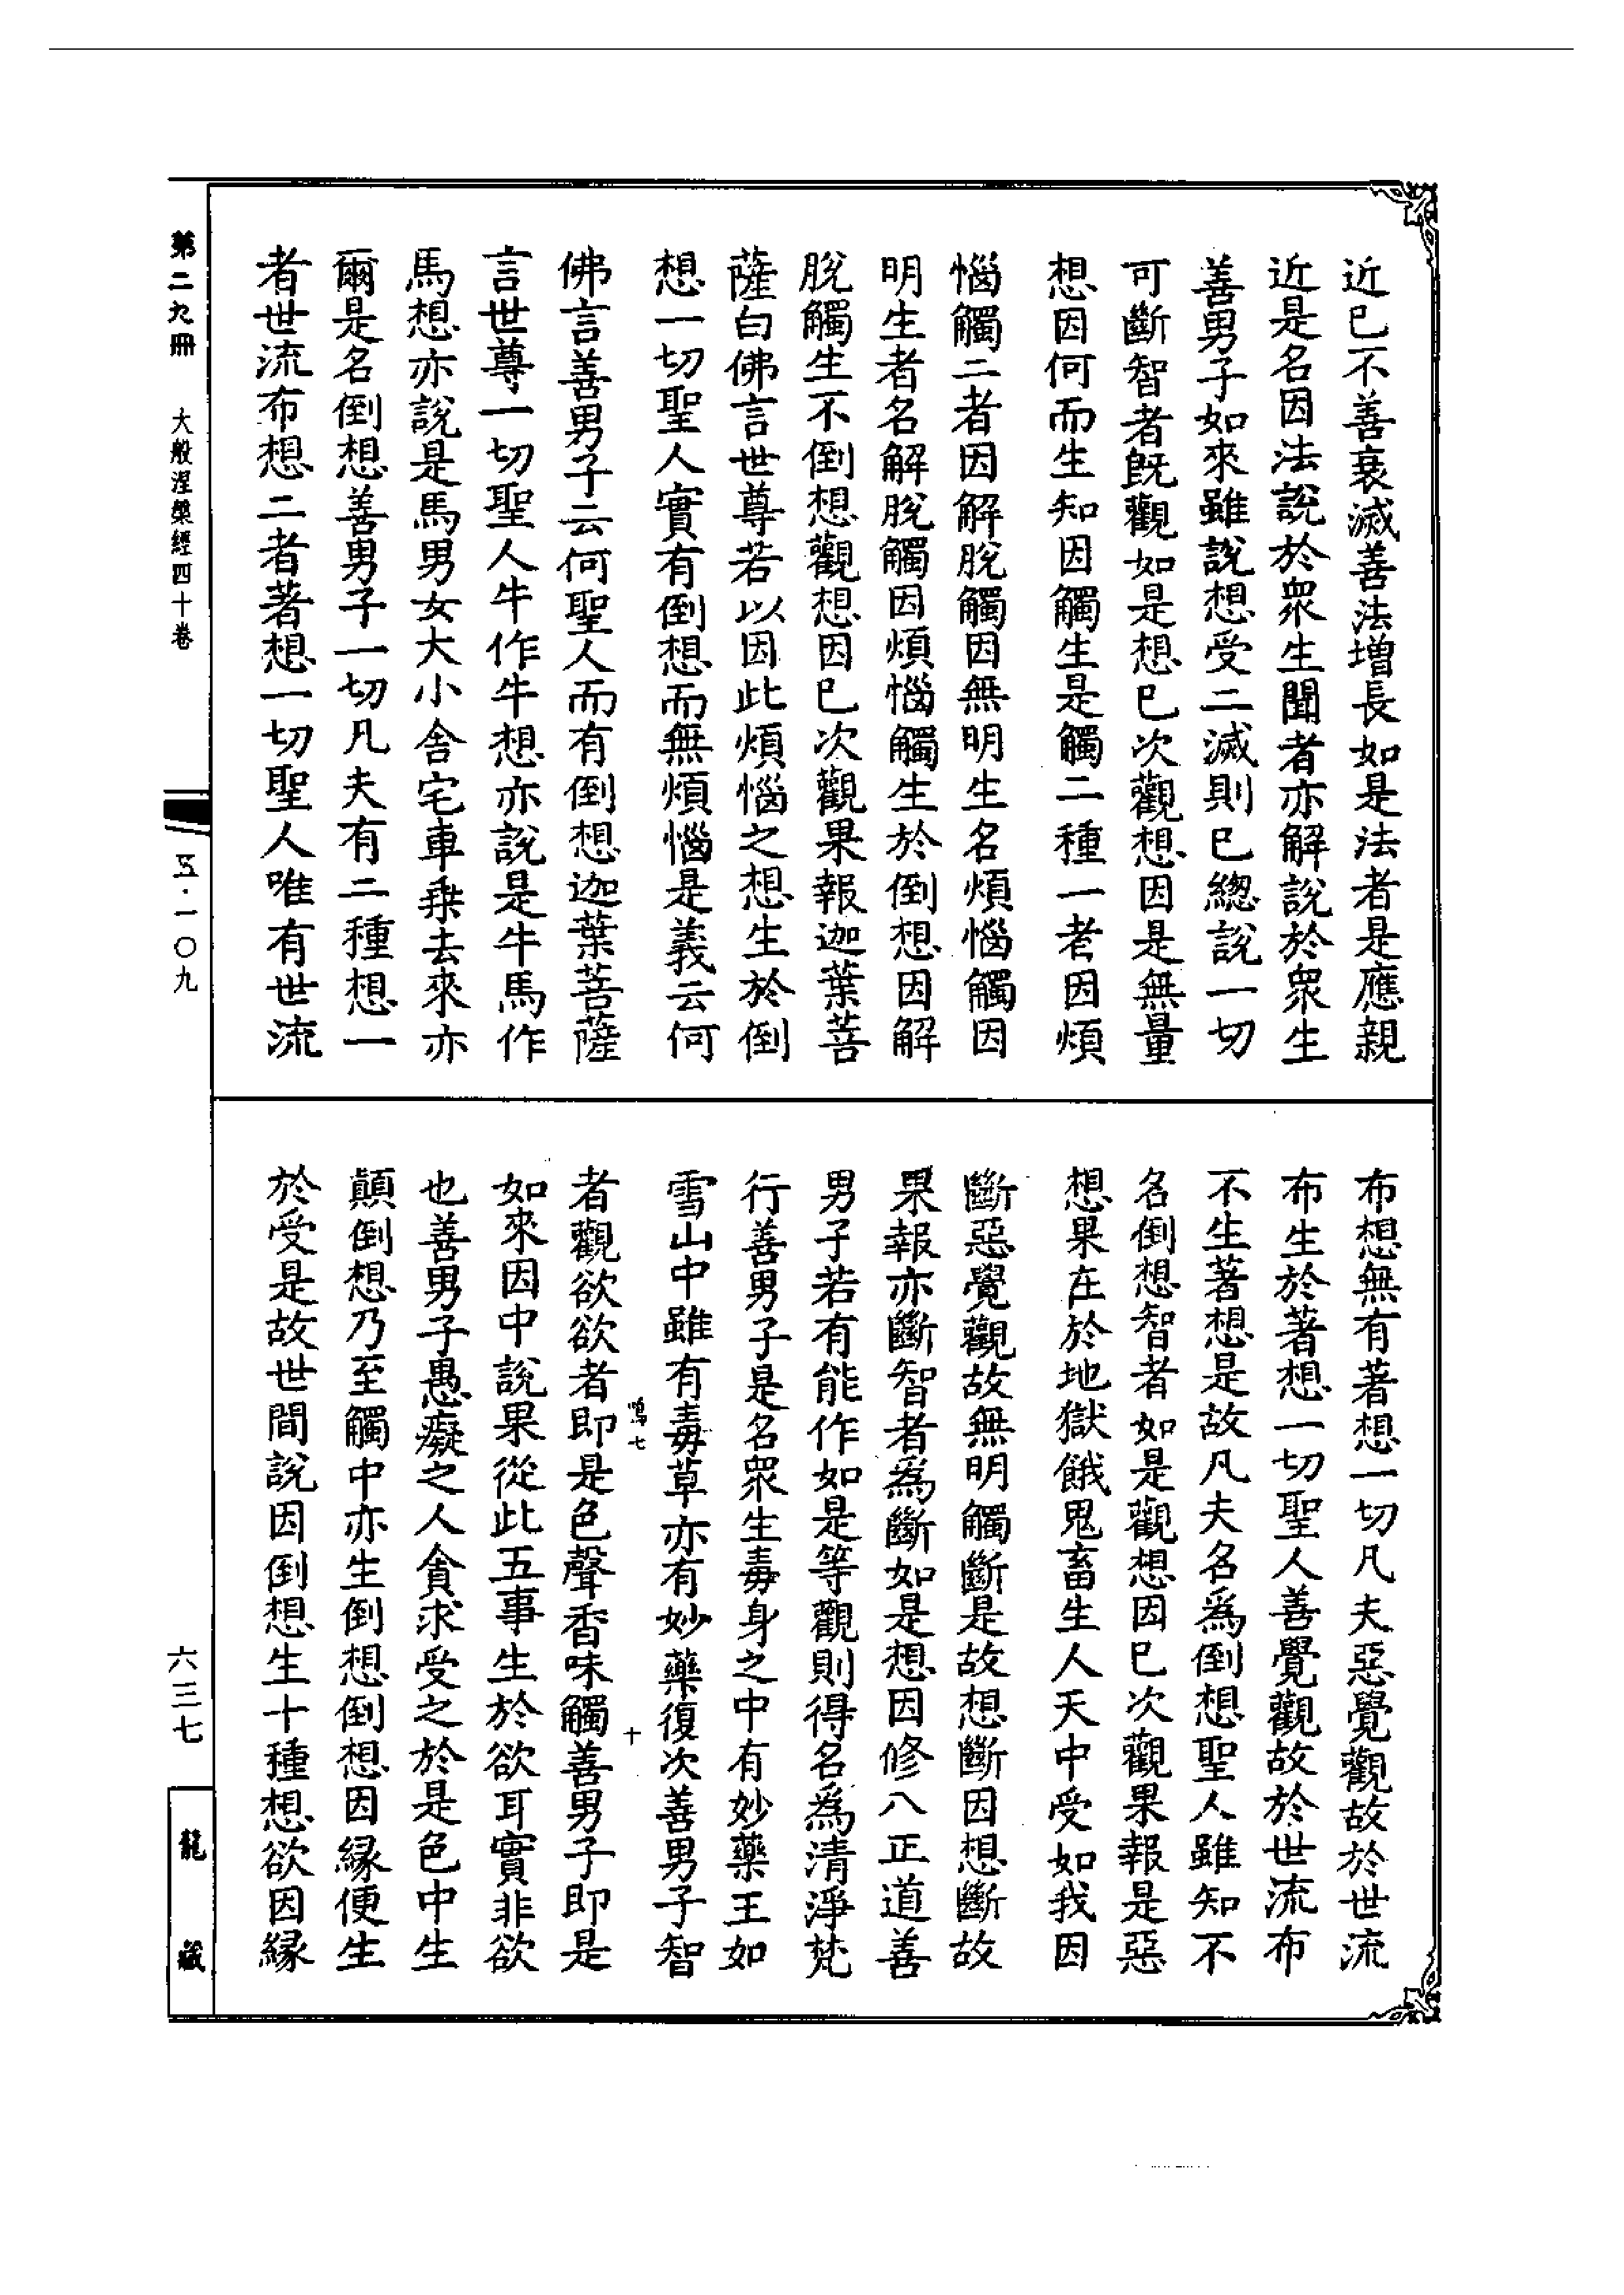 近已不善衰滅善法增長如是法者是應親
近是名因法說於眾生聞者亦解說於眾生
善男子如來雖說想受二滅則已總說一切
可斷智者既觀如是想已次觀想因是無量
想因何而生知因觸生是觸二種一者因煩
惱觸二者因解脫觸因無明生名煩惱觸因
明生者名解脫觸因煩惱觸生於倒想因解
脫觸生不倒想觀想因已次觀果報迦葉菩
薩白佛言世尊若以因此煩惱之想生於倒
想一切聖人實有倒想而無煩惱是義云何
佛言善男子云何聖人而有倒想迦葉菩薩
言世尊一切聖人牛作牛想亦說是牛馬作
馬想亦說是馬男女大小舍宅車乘去來亦
爾是名倒想善男子一切凡夫有二種想一
者世流布想二者著想一切聖人唯有世流
布想無有著想一切凡夫惡覺觀故於世流
布生於著想一切聖人善覺觀故於世流布
不生著想是故凡夫名為倒想聖人雖知不
名倒想智者如是觀想因已次觀果報是惡
想果在於地獄餓鬼畜生人天中受如我因
斷惡覺觀故無明觸斷是故想斷因想斷故
果報亦斷智者為斷如是想因修八正道善
男子若有能作如是等觀則得名為清淨梵
行善男子是名眾生毒身之中有妙藥王如
雪山中雖有毒草亦有妙藥復次善男子智
鳴七 十
者觀欲欲者即是色聲香味觸善男子即是
如來因中說果從此五事生於欲耳實非欲
也善男子愚癡之人貪求受之於是色中生
顛倒想乃至觸中亦生倒想倒想因緣便生
於受是故世間說因倒想生十種想欲因緣
第二九冊 大般涅槃經四十卷 五·一〇九
六三七 龍藏